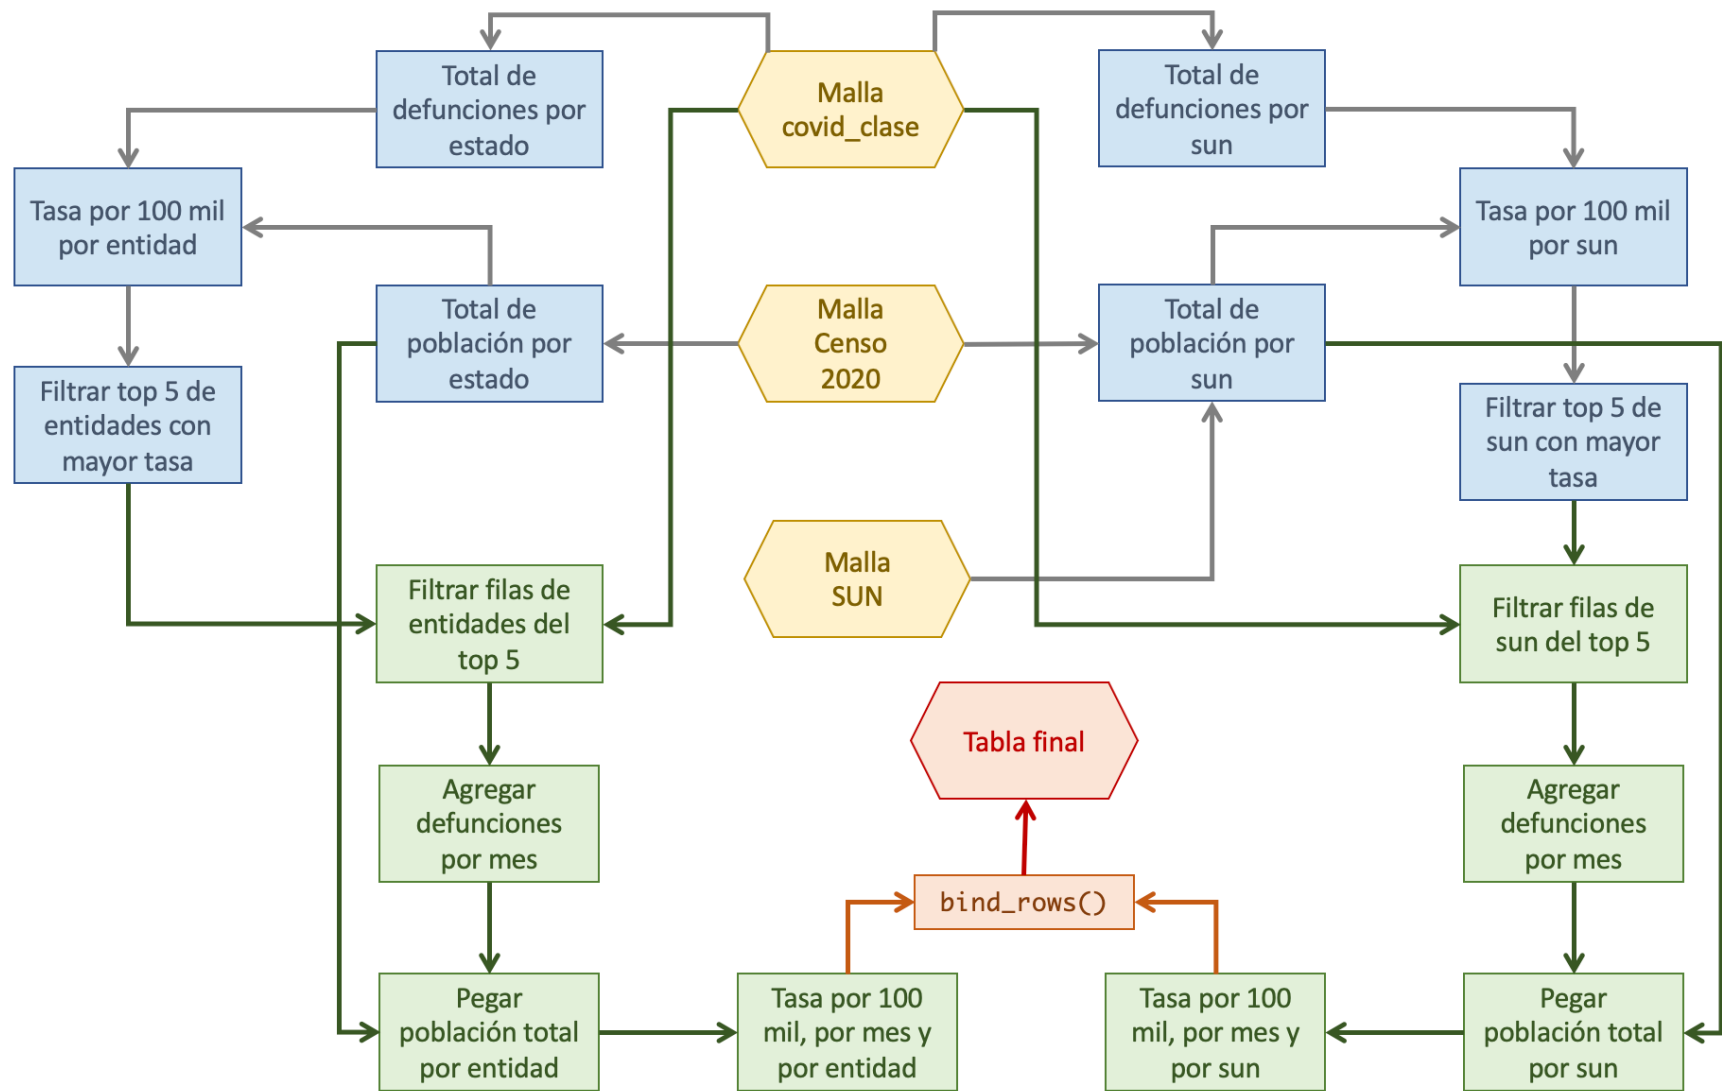 Total de
defunciones por
estado
Malla
covid_clase
Total de
defunciones por
sun
Tasa por 100 mil
por entidad
Tasa por 100 mil
por sun
Total de
población por
estado
Malla
Censo
2020
Total de
población por
sun
Filtrar top 5 de
entidades con
mayor tasa
Filtrar top 5 de
sun con mayor
tasa
Malla
SUN
Filtrar filas de
entidades del
top 5
Filtrar filas de
sun del top 5
Tabla final
Agregar
defunciones
por mes
Agregar
defunciones
por mes
bind_rows()
Pegar
población total
por entidad
Tasa por 100
mil, por mes y
por entidad
Tasa por 100
mil, por mes y
por sun
Pegar
población total
por sun